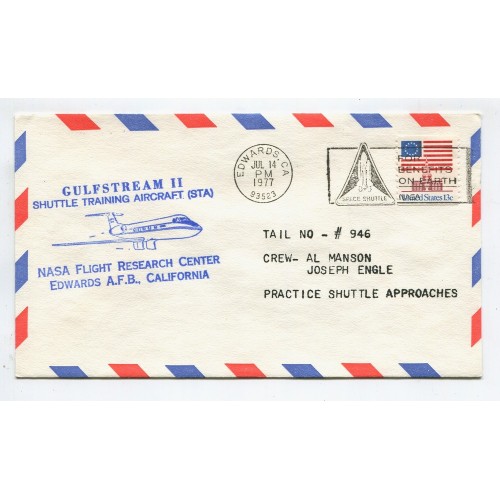 GULFSTREAM II
SHUTTLE TRAINING AIRCRAFT (STA)
NASA FLIGHT RESEARCH CENTER
EDWARDS A.F.B., CALIFORNIA
EDWARDS, CA
JUL 14
PM
1977
93523
SPACE SHUTTLE
FOR
BENEFITS
ON EARTH
NASA
United States 13c
TAIL NO - # 946
CREW- AL MANSON
JOSEPH ENGLE
PRACTICE SHUTTLE APPROACHES